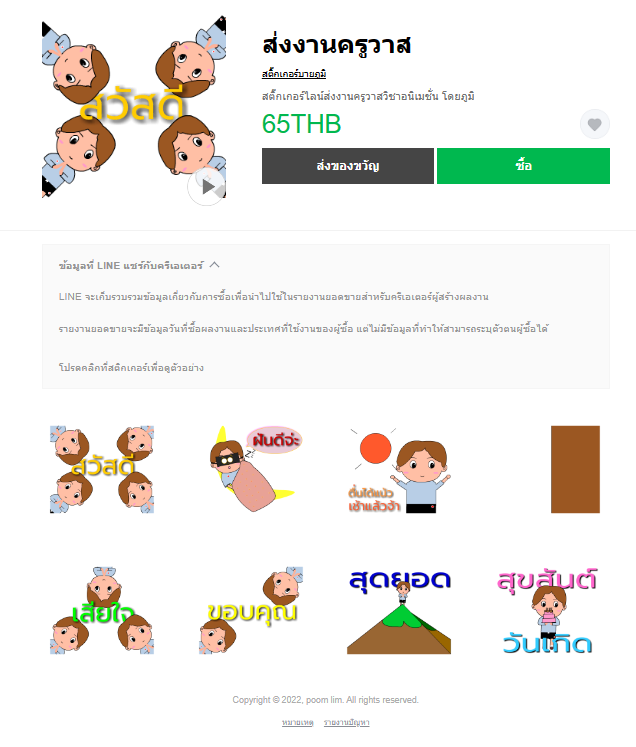 ส่งงานครูวาส
สติ๊กเกอร์บายภูมิ
สติ๊กเกอร์ไลน์ส่งงานครูวาสวิชาอนิเมชั่น โดยภูมิ
สวัสดี
65THB
ส่งของขวัญ
ซื้อ
ข้อมูลที่ LINE แชร์กับครีเอเตอร์
LINE จะเก็บรวบรวมข้อมูลเกี่ยวกับการซื้อเพื่อนำไปใช้ในรายงานยอดขายสำหรับครีเอเตอร์ผู้สร้างผลงาน
รายงานยอดขายจะมีข้อมูลวันที่ซื้อผลงานและประเทศที่ใช้งานของผู้ซื้อ แต่ไม่มีข้อมูลที่ทำให้สามารถระบุตัวตนผู้ซื้อได้
โปรดคลิกที่สติกเกอร์เพื่อดูตัวอย่าง
สวัสดี
ฝันดีจ่ะ
ตื่นได้แน้ว
เช้าแล้วจ้า
เสียใจ
ขอบคุณ
สุดยอด
สุขสันต์
วันเกิด
Copyright © 2022, poom lim. All rights reserved.
หมายเหตุ
รายงานปัญหา